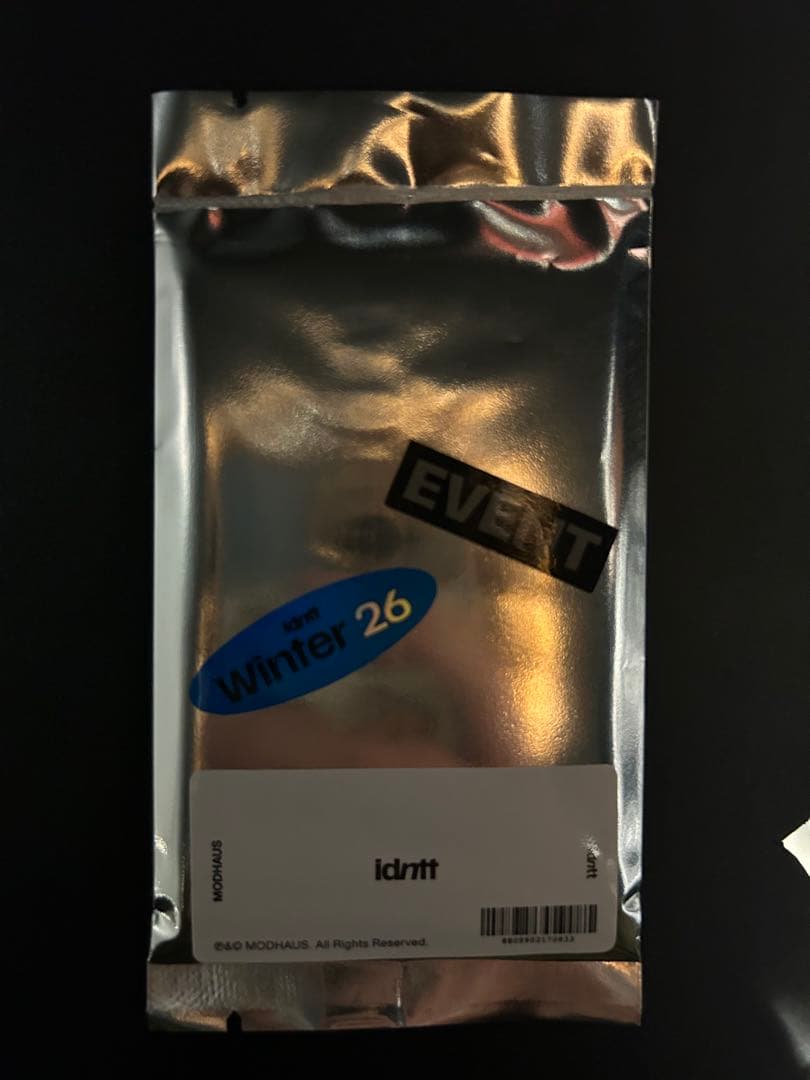 EVENT
idntt
Winter 26
MODHAUS
idntt
idntt
℗&© MODHAUS. All Rights Reserved.